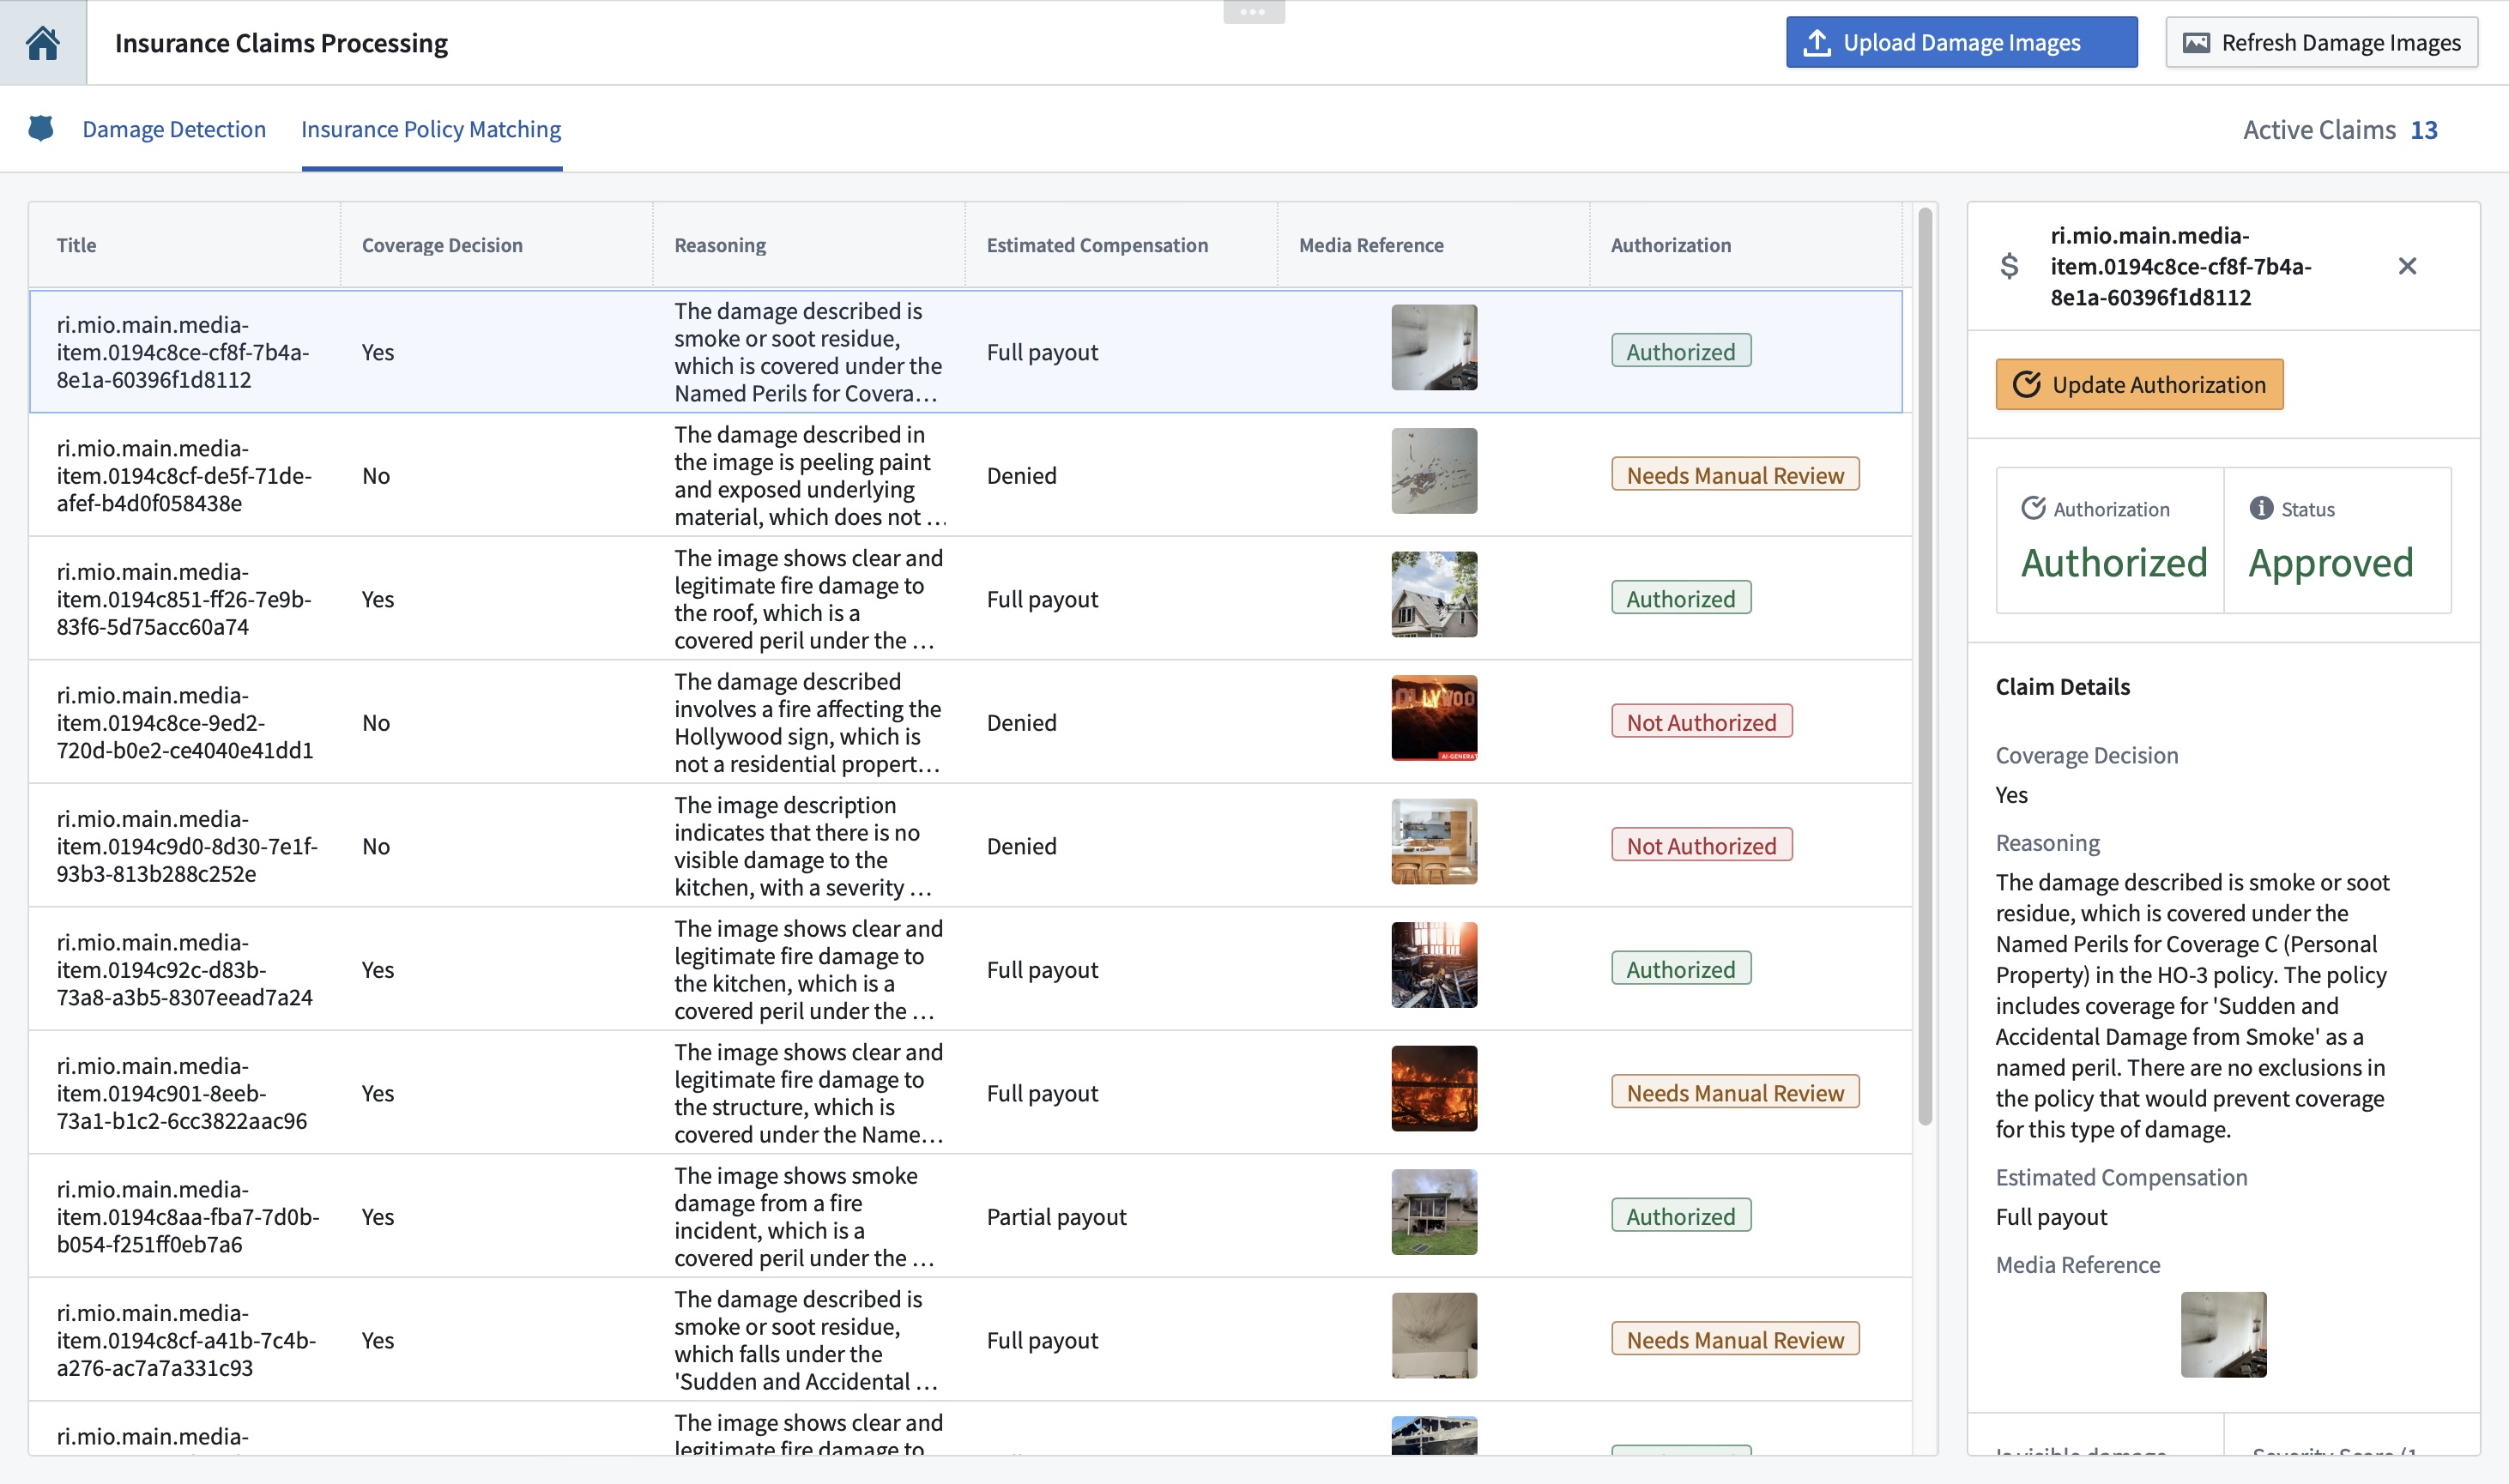 Insurance Claims Processing
Upload Damage Images
Refresh Damage Images
Damage Detection
Insurance Policy Matching
Active Claims 13
Title
Coverage Decision
Reasoning
Estimated Compensation
Media Reference
Authorization
ri.mio.main.media-
item.0194c8ce-cf8f-7b4a-
8e1a-60396f1d8112
Yes
The damage described is
smoke or soot residue,
which is covered under the
Named Perils for Covera…
Full payout
Authorized
ri.mio.main.media-
item.0194c8cf-de5f-71de-
afef-b4d0f058438e
No
The damage described in
the image is peeling paint
and exposed underlying
material, which does not …
Denied
Needs Manual Review
ri.mio.main.media-
item.0194c851-ff26-7e9b-
83f6-5d75acc60a74
Yes
The image shows clear and
legitimate fire damage to
the roof, which is a
covered peril under the …
Full payout
Authorized
ri.mio.main.media-
item.0194c8ce-9ed2-
720d-b0e2-ce4040e41dd1
No
The damage described
involves a fire affecting the
Hollywood sign, which is
not a residential propert…
Denied
OLLYWOO
AI-GENERAT
Not Authorized
ri.mio.main.media-
item.0194c9d0-8d30-7e1f-
93b3-813b288c252e
No
The image description
indicates that there is no
visible damage to the
kitchen, with a severity …
Denied
Not Authorized
ri.mio.main.media-
item.0194c92c-d83b-
73a8-a3b5-8307eead7a24
Yes
The image shows clear and
legitimate fire damage to
the kitchen, which is a
covered peril under the …
Full payout
Authorized
ri.mio.main.media-
item.0194c901-8eeb-
73a1-b1c2-6cc3822aac96
Yes
The image shows clear and
legitimate fire damage to
the structure, which is
covered under the Name…
Full payout
Needs Manual Review
ri.mio.main.media-
item.0194c8aa-fba7-7d0b-
b054-f251ff0eb7a6
Yes
The image shows smoke
damage from a fire
incident, which is a
covered peril under the …
Partial payout
Authorized
ri.mio.main.media-
item.0194c8cf-a41b-7c4b-
a276-ac7a7a331c93
Yes
The damage described is
smoke or soot residue,
which falls under the
'Sudden and Accidental …
Full payout
Needs Manual Review
ri.mio.main.media-
The image shows clear and
legitimate fire damage to
ri.mio.main.media-
item.0194c8ce-cf8f-7b4a-
8e1a-60396f1d8112
Update Authorization
Authorization
Authorized
Status
Approved
Claim Details
Coverage Decision
Yes
Reasoning
The damage described is smoke or soot
residue, which is covered under the
Named Perils for Coverage C (Personal
Property) in the HO-3 policy. The policy
includes coverage for 'Sudden and
Accidental Damage from Smoke' as a
named peril. There are no exclusions in
the policy that would prevent coverage
for this type of damage.
Estimated Compensation
Full payout
Media Reference
Is visible damage
Severity Score (1